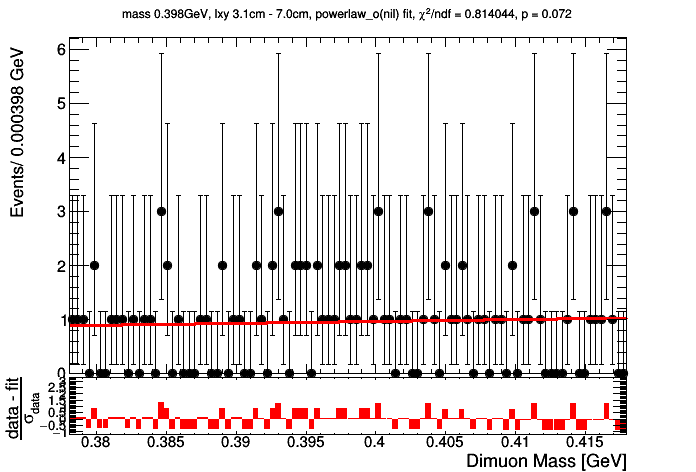 mass 0.398GeV, lxy 3.1cm - 7.0cm, powerlaw_o(nil) fit, χ²/ndf = 0.814044, p = 0.072
Events/ 0.000398 GeV
6
5
4
3
2
1
0
data - fit
σdata
0.38 0.385 0.39 0.395 0.4 0.405 0.41 0.415
Dimuon Mass [GeV]